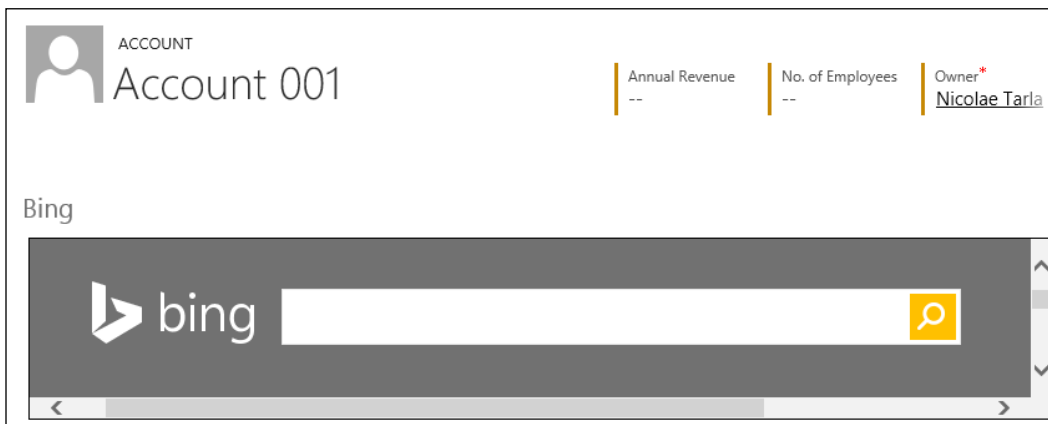 ACCOUNT
Account 001
Annual Revenue
--
No. of Employees
--
Owner*
Nicolae Tarla
Bing
bing